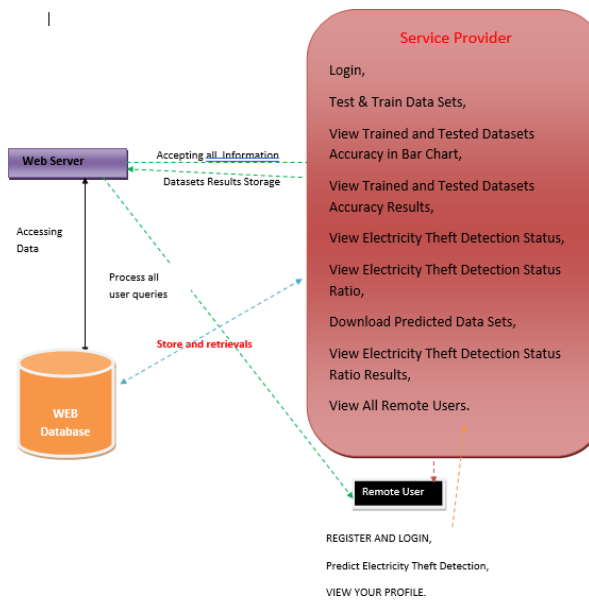 Service Provider
Login,
Test & Train Data Sets,
View Trained and Tested Datasets
Accuracy in Bar Chart,
View Trained and Tested Datasets
Accuracy Results,
View Electricity Theft Detection Status,
View Electricity Theft Detection Status
Ratio,
Download Predicted Data Sets,
View Electricity Theft Detection Status
Ratio Results,
View All Remote Users.
Web Server
Accepting all Information
Datasets Results Storage
Accessing
Data
Process all
user queries
Store and retrievals
WEB
Database
Remote User
REGISTER AND LOGIN,
Predict Electricity Theft Detection,
VIEW YOUR PROFILE.